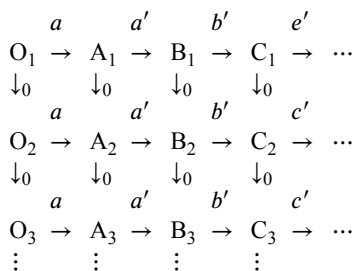 a a′ b′ e′
O₁ → A₁ → B₁ → C₁ → ⋯
↓₀ ↓₀ ↓₀ ↓₀
a a′ b′ c′
O₂ → A₂ → B₂ → C₂ → ⋯
↓₀ ↓₀ ↓₀ ↓₀
a a′ b′ c′
O₃ → A₃ → B₃ → C₃ → ⋯
⋮ ⋮ ⋮ ⋮